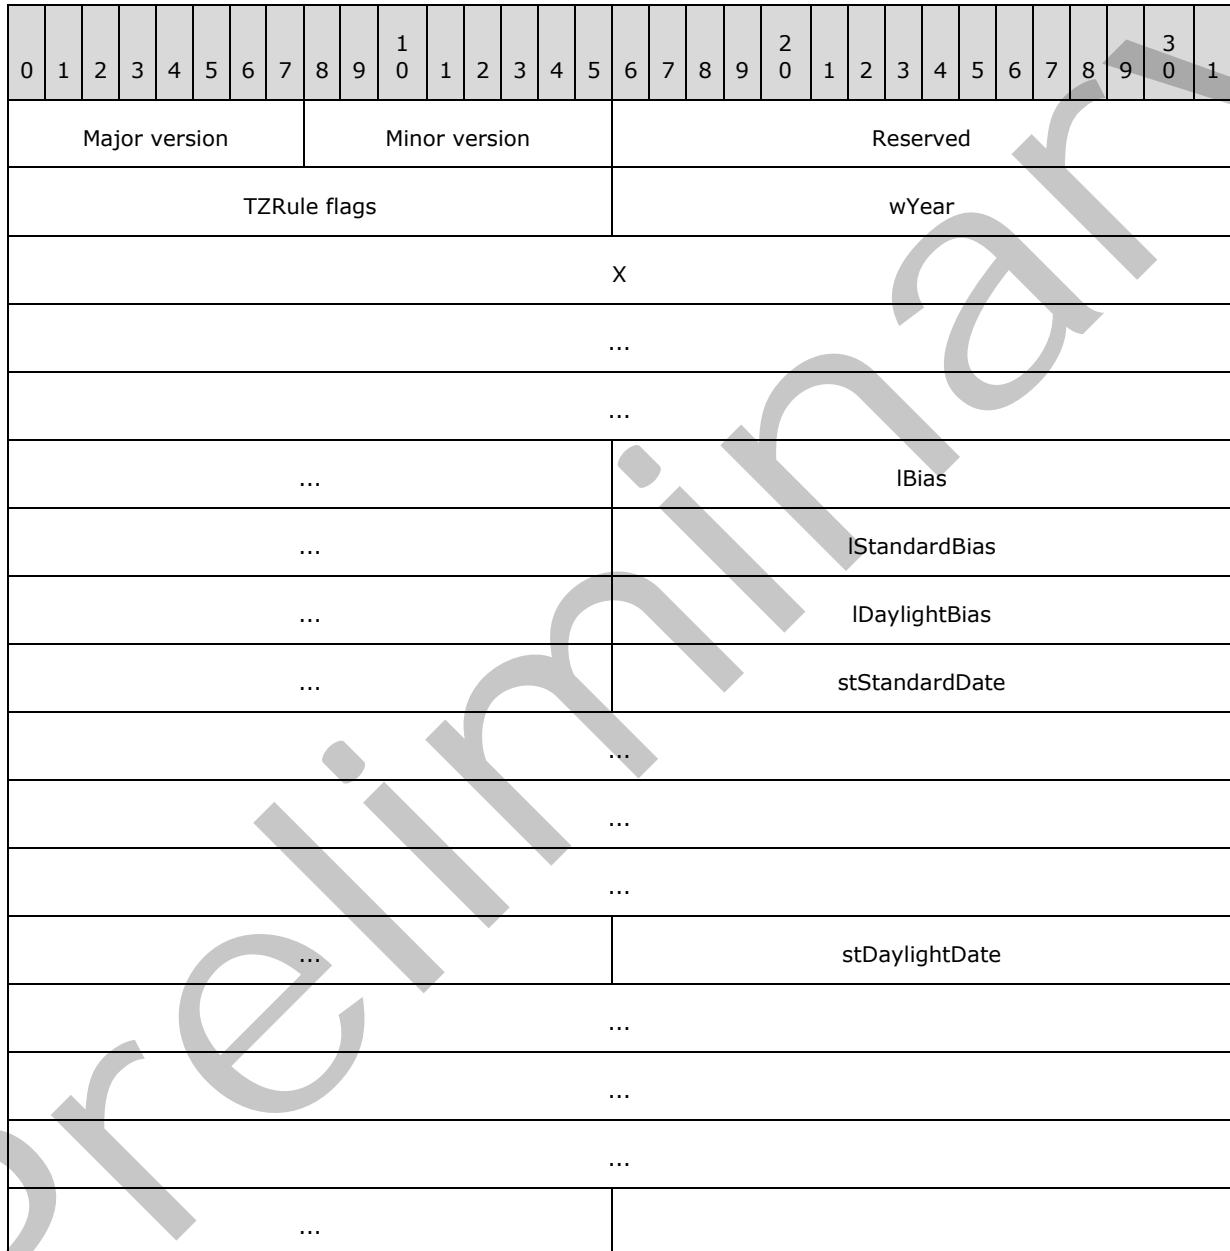 0 1 2 3 4 5 6 7 8 9 1 0 1 2 3 4 5 6 7 8 9 2 0 1 2 3 4 5 6 7 8 9 3 0 1
Major version Minor version Reserved
TZRule flags wYear
X
...
...
... lBias
... lStandardBias
... lDaylightBias
... stStandardDate
...
...
...
... stDaylightDate
...
...
...
...
Preliminary